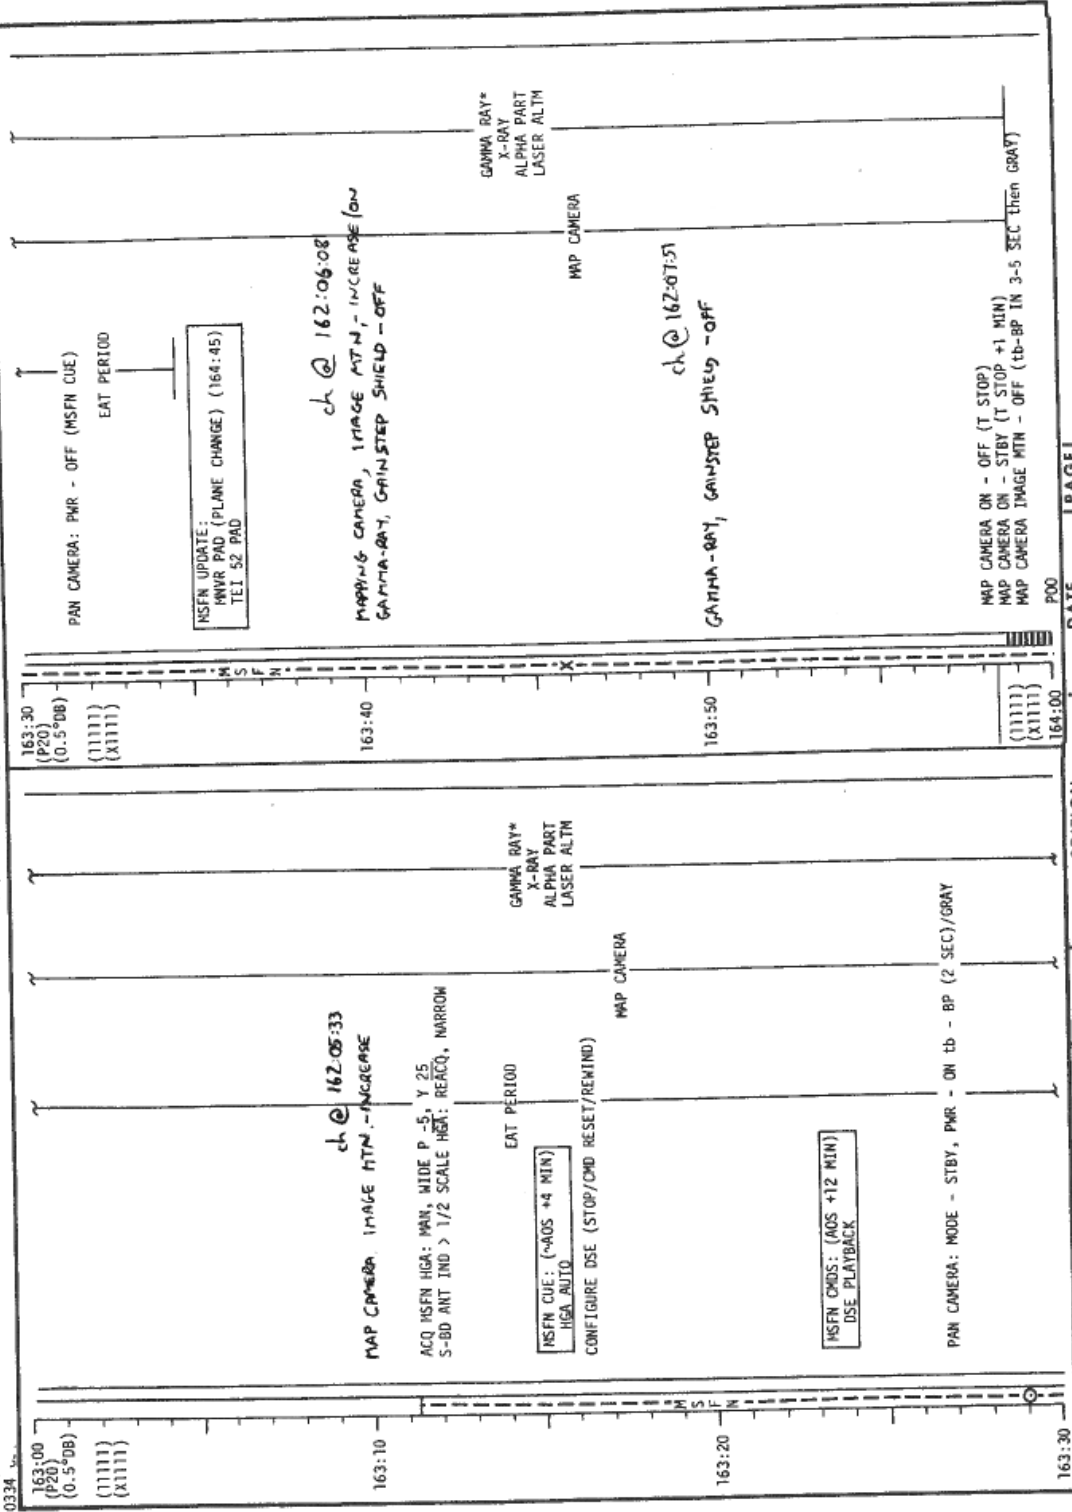 0334
163:00
(P20)
(0.5°DB)
(11111)
(X1111)
163:10
163:20
163:30
M
S
F
N
ch @ 162:05:33
MAP CAMERA, IMAGE MTN.-INCREASE
ACQ MSFN HGA: MAN, WIDE P -5, Y 25
S-BD ANT IND > 1/2 SCALE HGA: REACQ, NARROW
EAT PERIOD
MSFN CUE: (~AOS +4 MIN)
HGA AUTO
CONFIGURE DSE (STOP/CMD RESET/REWIND)
MAP CAMERA
GAMMA RAY*
X-RAY
ALPHA PART
LASER ALTM
MSFN CMDS: (AOS +12 MIN)
DSE PLAYBACK
PAN CAMERA: MODE - STBY, PWR - ON tb - BP (2 SEC)/GRAY
163:30
(P20)
(0.5°DB)
(11111)
(X1111)
163:40
163:50
(11111)
(X1111)
164:00
M
S
F
N
X
PAN CAMERA: PWR - OFF (MSFN CUE)
EAT PERIOD
MSFN UPDATE:
MNVR PAD (PLANE CHANGE) (164:45)
TEI 52 PAD
ch @ 162:06:08
MAPPING CAMERA, IMAGE MTN,- INCREASE/ON
GAMMA-RAY, GAINSTEP SHIELD - OFF
GAMMA RAY*
X-RAY
ALPHA PART
LASER ALTM
MAP CAMERA
ch @ 162:07:51
GAMMA-RAY, GAINSTEP SHIELD -OFF
MAP CAMERA ON - OFF (T STOP)
MAP CAMERA ON - STBY (T STOP +1 MIN)
MAP CAMERA IMAGE MTN - OFF (tb-BP IN 3-5 SEC then GRAY)
P00
DATE
PAGE